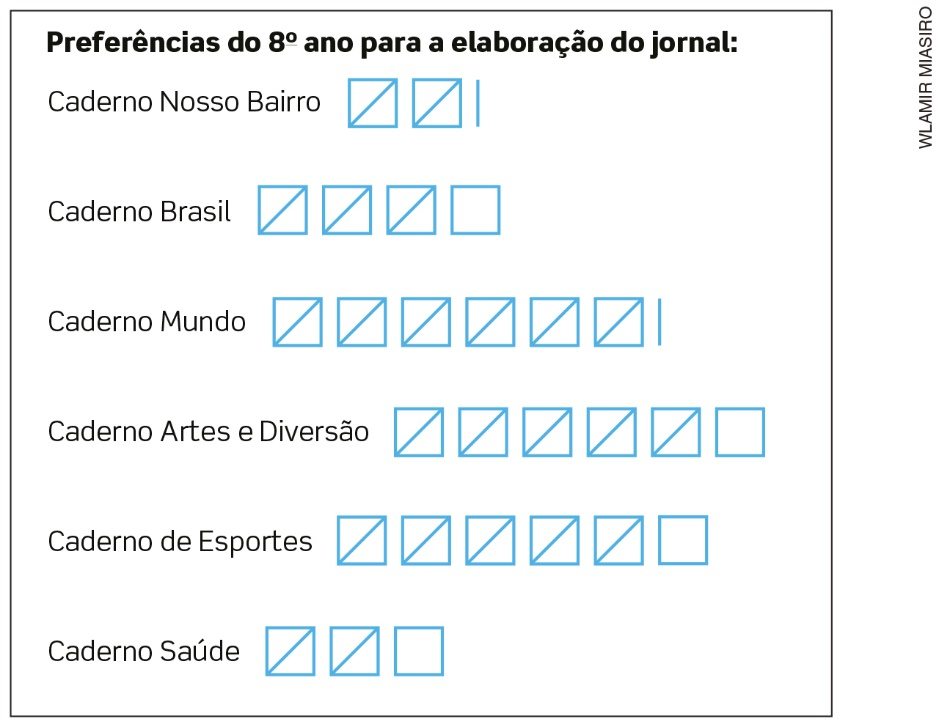 Preferências do 8º ano para a elaboração do jornal:
Caderno Nosso Bairro
Caderno Brasil
Caderno Mundo
Caderno Artes e Diversão
Caderno de Esportes
Caderno Saúde
WLAMIR MIASIRO